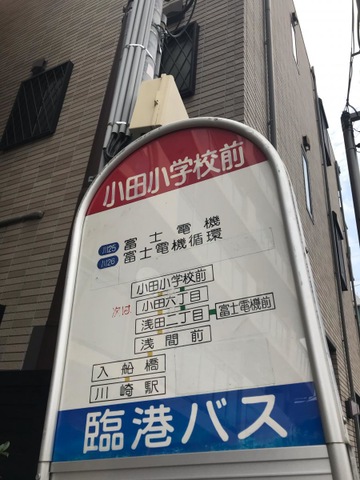 小田小学校前
川125 富士電機
川126 富士電機循環
小田小学校前
次は 小田六丁目
浅田二丁目 富士電機前
浅間前
入船橋
川崎駅
臨港バス